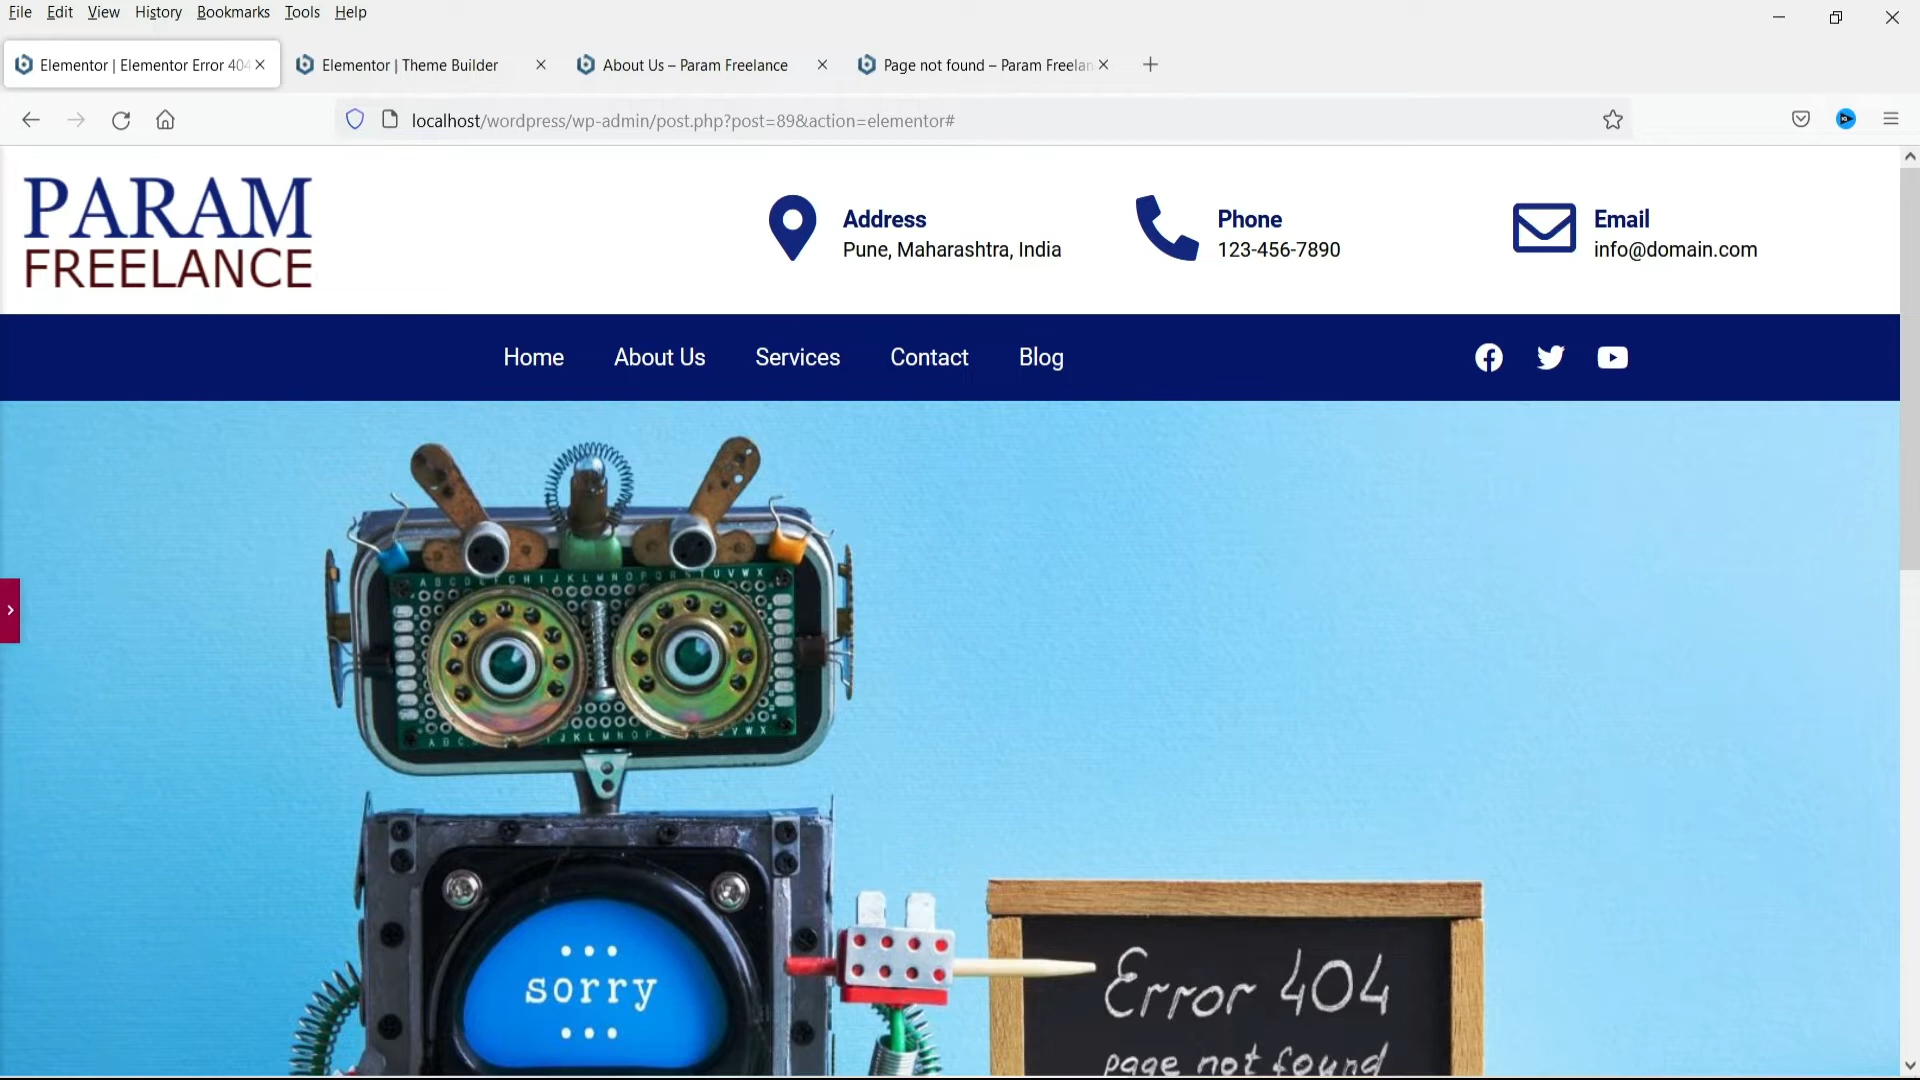 File Edit View History Bookmarks Tools Help
Elementor | Elementor Error 404
Elementor | Theme Builder
About Us – Param Freelance
Page not found – Param Freelan
localhost/wordpress/wp-admin/post.php?post=89&action=elementor#
PARAM
FREELANCE
Address
Pune, Maharashtra, India
Phone
123-456-7890
Email
info@domain.com
Home About Us Services Contact Blog
sorry
Error 404
page not found